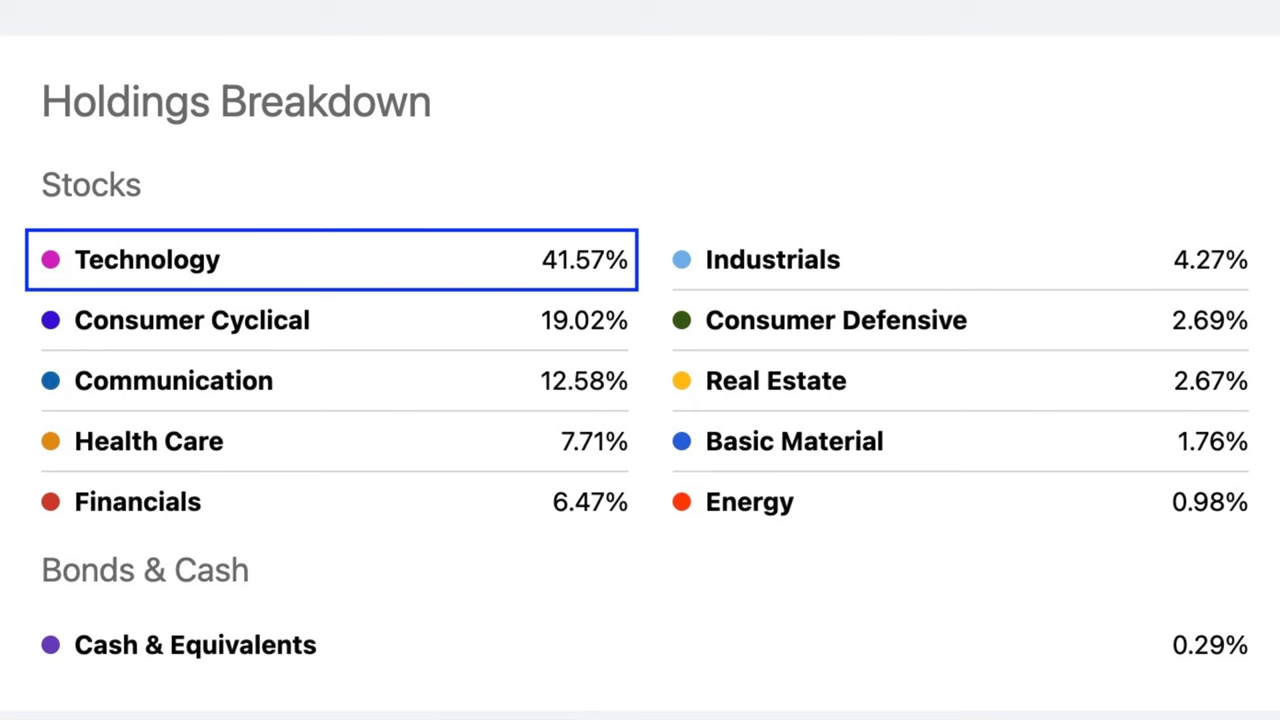 Holdings Breakdown
Stocks
Technology 41.57%
Consumer Cyclical 19.02%
Communication 12.58%
Health Care 7.71%
Financials 6.47%
Industrials 4.27%
Consumer Defensive 2.69%
Real Estate 2.67%
Basic Material 1.76%
Energy 0.98%
Bonds & Cash
Cash & Equivalents 0.29%